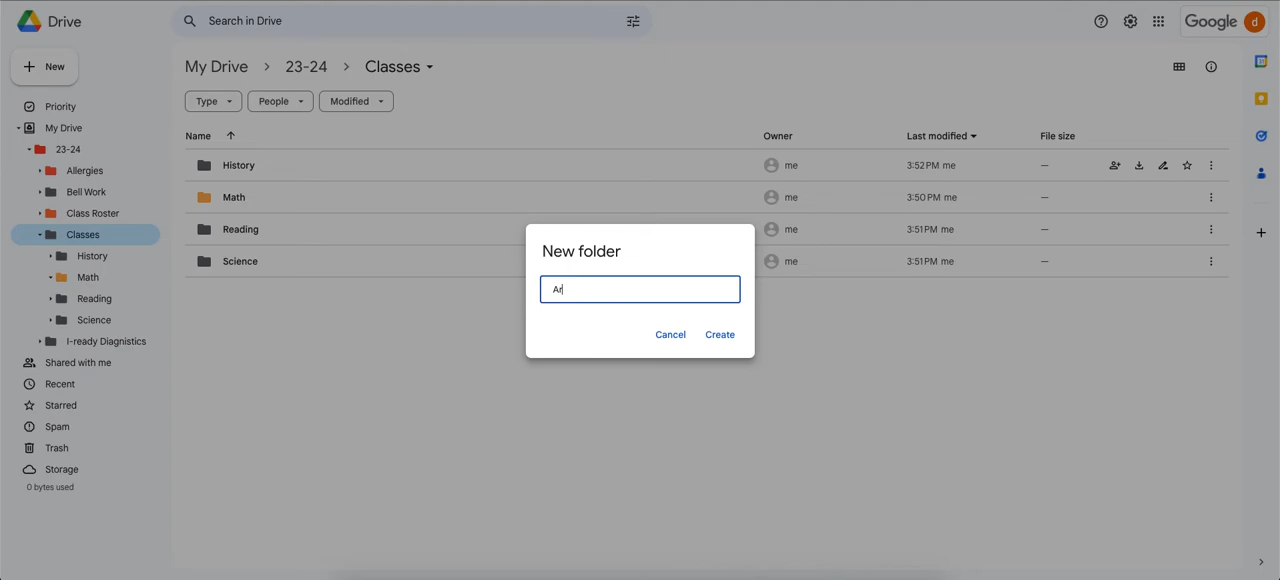 Drive
Search in Drive
Google d
New
My Drive 23-24 Classes
Type People Modified
Name Owner Last modified File size
History me 3:52 PM me —
Math me 3:50 PM me —
Reading me 3:51 PM me —
Science me 3:51 PM me —
Priority
My Drive
23-24
Allergies
Bell Work
Class Roster
Classes
History
Math
Reading
Science
I-ready Diagnostics
Shared with me
Recent
Starred
Spam
Trash
Storage
0 bytes used
New folder
Ar
Cancel Create